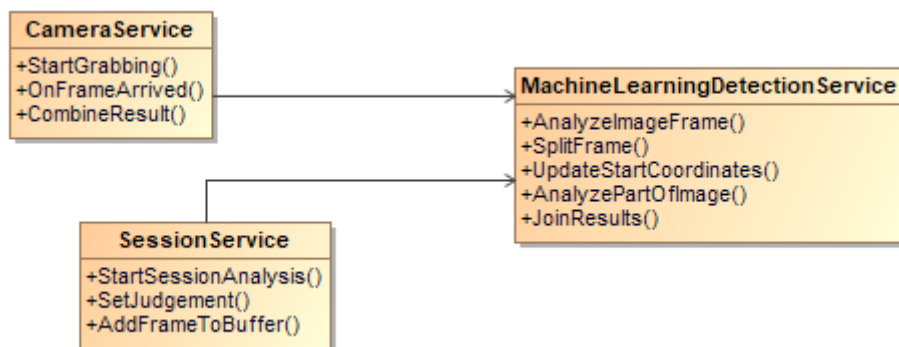 CameraService
+StartGrabbing()
+OnFrameArrived()
+CombineResult()
MachineLearningDetectionService
+AnalyzeImageFrame()
+SplitFrame()
+UpdateStartCoordinates()
+AnalyzePartOfImage()
+JoinResults()
SessionService
+StartSessionAnalysis()
+SetJudgement()
+AddFrameToBuffer()